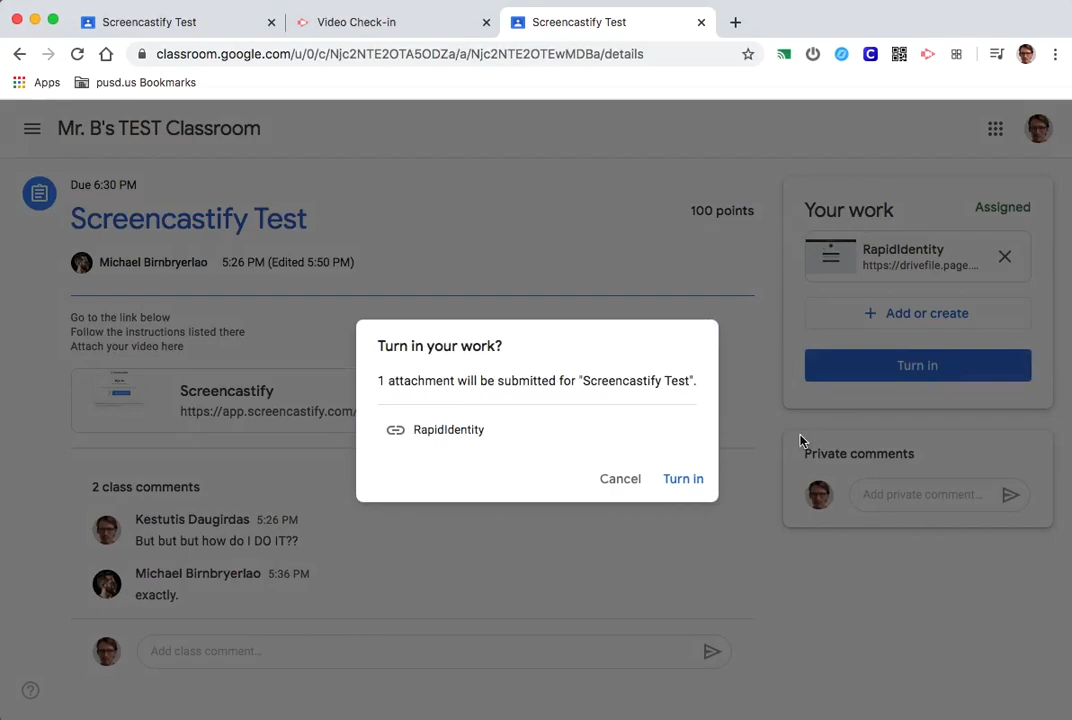 Screencastify Test
Video Check-in
Screencastify Test
classroom.google.com/u/0/c/Njc2NTE2OTA5ODZa/a/Njc2NTE2OTEwMDBa/details
Apps
pusd.us Bookmarks
Mr. B's TEST Classroom
Due 6:30 PM
Screencastify Test
100 points
Michael Birnbryerlao 5:26 PM (Edited 5:50 PM)
Go to the link below
Follow the instructions listed there
Attach your video here
Screencastify
https://app.screencastify.com/
2 class comments
Kestutis Daugirdas 5:26 PM
But but but how do I DO IT??
Michael Birnbryerlao 5:36 PM
exactly.
Add class comment...
Turn in your work?
1 attachment will be submitted for "Screencastify Test".
RapidIdentity
Cancel
Turn in
Your work
Assigned
RapidIdentity
https://drivefile.page....
+ Add or create
Turn in
Private comments
Add private comment...